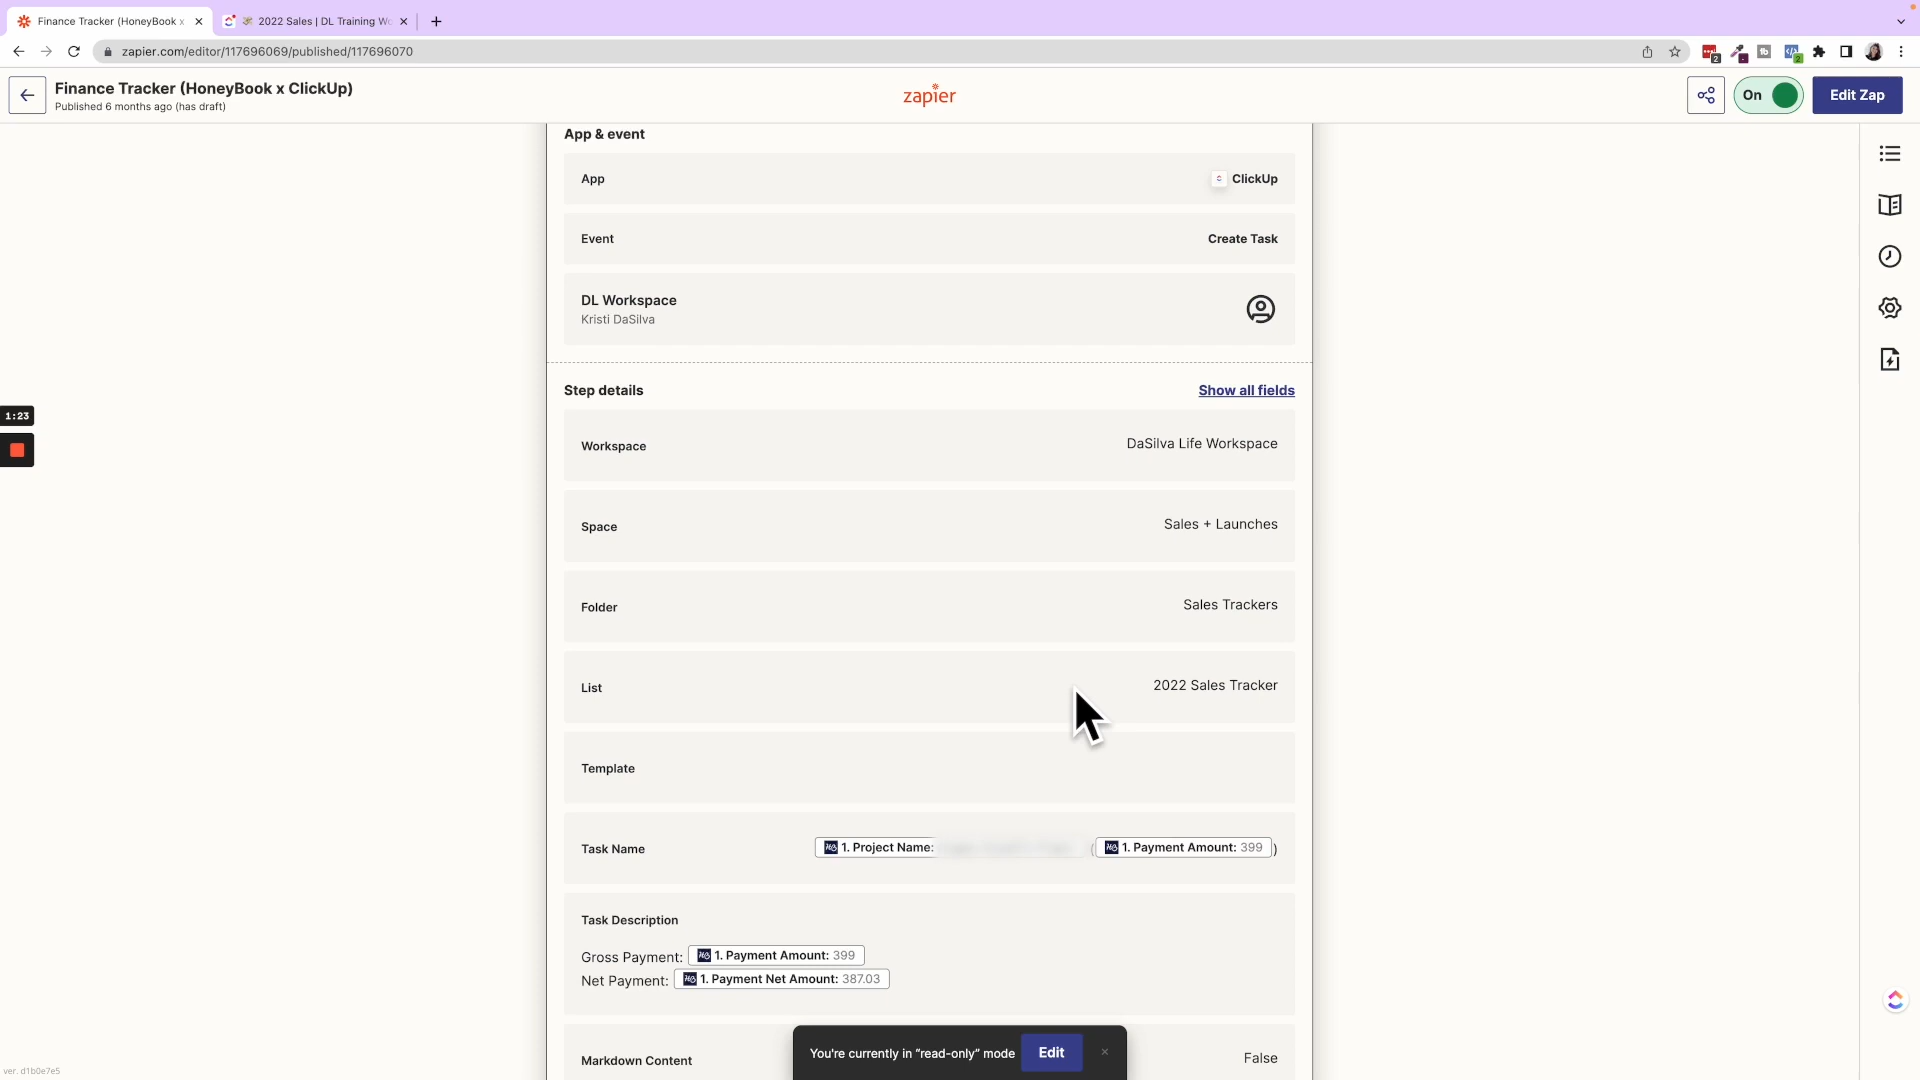 Finance Tracker (HoneyBook x
2022 Sales | DL Training Wo
zapier.com/editor/117696069/published/117696070
2
2
Finance Tracker (HoneyBook x ClickUp)
Published 6 months ago (has draft)
zapier
On
Edit Zap
App & event
App
ClickUp
Event
Create Task
DL Workspace
Kristi DaSilva
Step details
Show all fields
1:23
Workspace
DaSilva Life Workspace
Space
Sales + Launches
Folder
Sales Trackers
List
2022 Sales Tracker
Template
Task Name
1. Project Name: ( 1. Payment Amount: 399 )
Task Description
Gross Payment: 1. Payment Amount: 399
Net Payment: 1. Payment Net Amount: 387.03
Markdown Content
False
You're currently in “read-only” mode
Edit
ver. d1b0e7e5